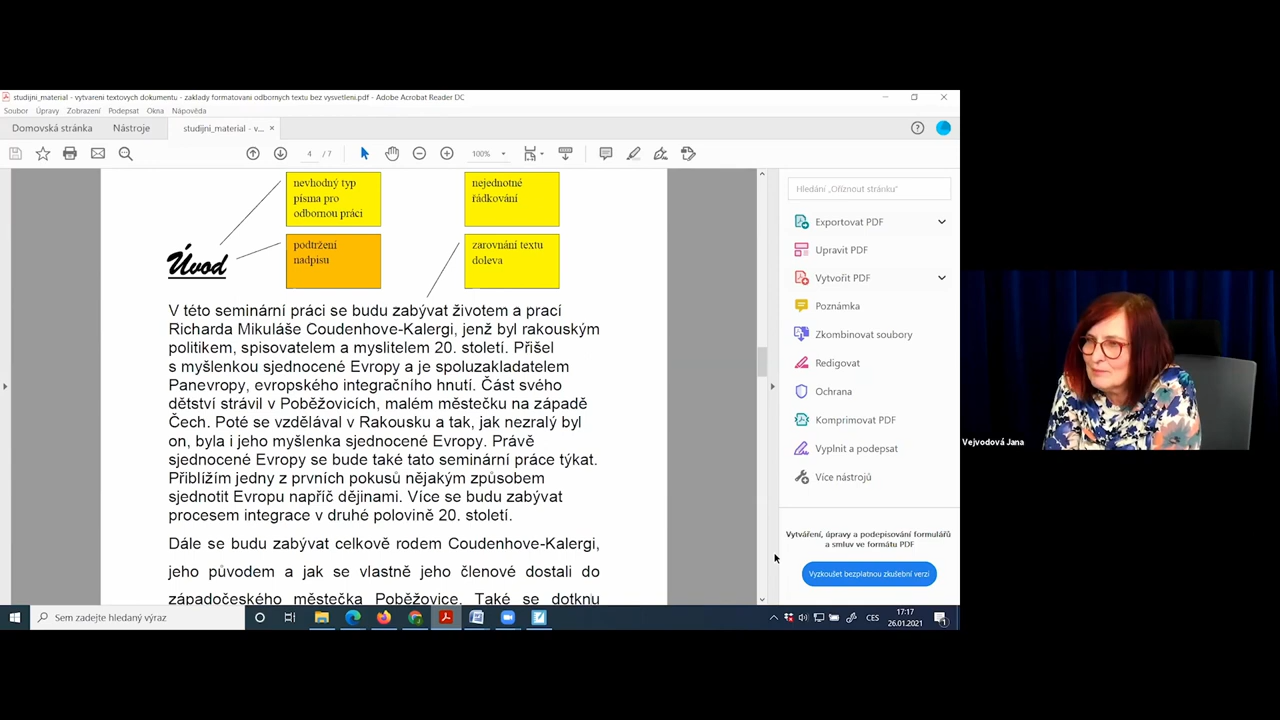 studijni_material - vytvareni textovych dokumentu - zaklady formatovani odbornych textu bez vysvetleni.pdf - Adobe Acrobat Reader DC
Soubor Úpravy Zobrazení Podepsat Okna Nápověda
Domovská stránka Nástroje studijní_material - v... ×
4 / 7 100%
nevhodný typ
písma pro
odbornou práci
nejednotné
řádkování
podtržení
nadpisu
zarovnání textu
doleva
Úvod
V této seminární práci se budu zabývat životem a prací
Richarda Mikuláše Coudenhove-Kalergi, jenž byl rakouským
politikem, spisovatelem a myslitelem 20. století. Přišel
s myšlenkou sjednocené Evropy a je spoluzakladatelem
Panevropy, evropského integračního hnutí. Část svého
dětství strávil v Poběžovicích, malém městečku na západě
Čech. Poté se vzdělával v Rakousku a tak, jak nezralý byl
on, byla i jeho myšlenka sjednocené Evropy. Právě
sjednocené Evropy se bude také tato seminární práce týkat.
Přiblížím jedny z prvních pokusů nějakým způsobem
sjednotit Evropu napříč dějinami. Více se budu zabývat
procesem integrace v druhé polovině 20. století.
Dále se budu zabývat celkově rodem Coudenhove-Kalergi,
jeho původem a jak se vlastně jeho členové dostali do
západočeského městečka Poběžovice. Také se dotknu
Hledání „Oříznout stránku"
Exportovat PDF
Upravit PDF
Vytvořit PDF
Poznámka
Zkombinovat soubory
Redigovat
Ochrana
Komprimovat PDF
Vyplnit a podepsat
Více nástrojů
Vytváření, úpravy a podepisování formulářů
a smluv ve formátu PDF
Vyzkoušet bezplatnou zkušební verzi
Vejvodová Jana
Sem zadejte hledaný výraz
CES
17:17
26.01.2021